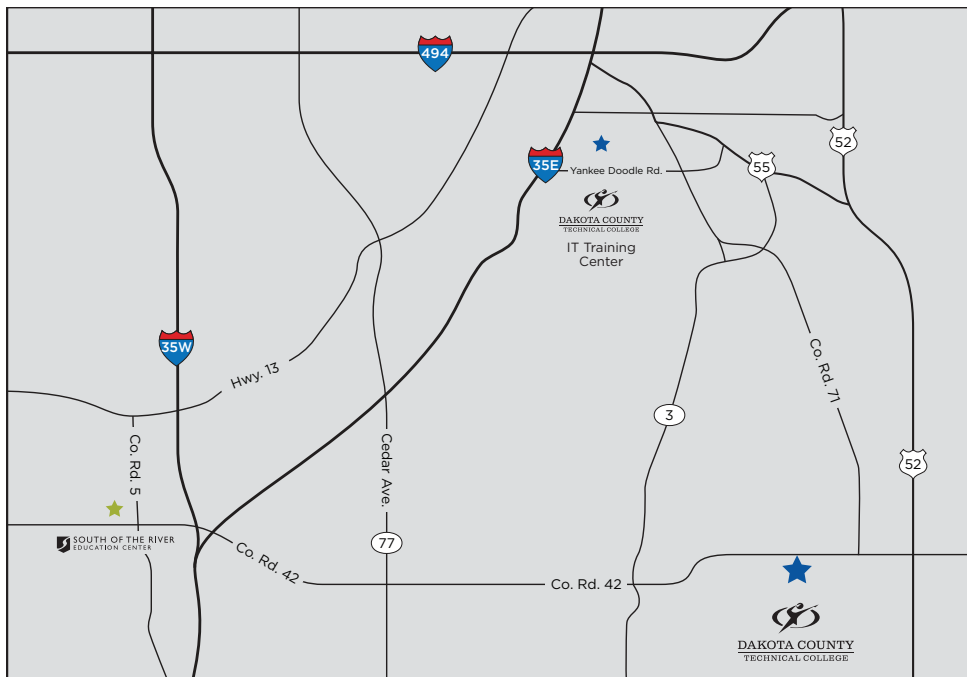 494
52
35E
55
Yankee Doodle Rd.
DAKOTA COUNTY
TECHNICAL COLLEGE
IT Training
Center
35W
Hwy. 13
Co. Rd. 71
3
Co. Rd. 5
Cedar Ave.
52
SOUTH OF THE RIVER
EDUCATION CENTER
77
Co. Rd. 42
Co. Rd. 42
DAKOTA COUNTY
TECHNICAL COLLEGE